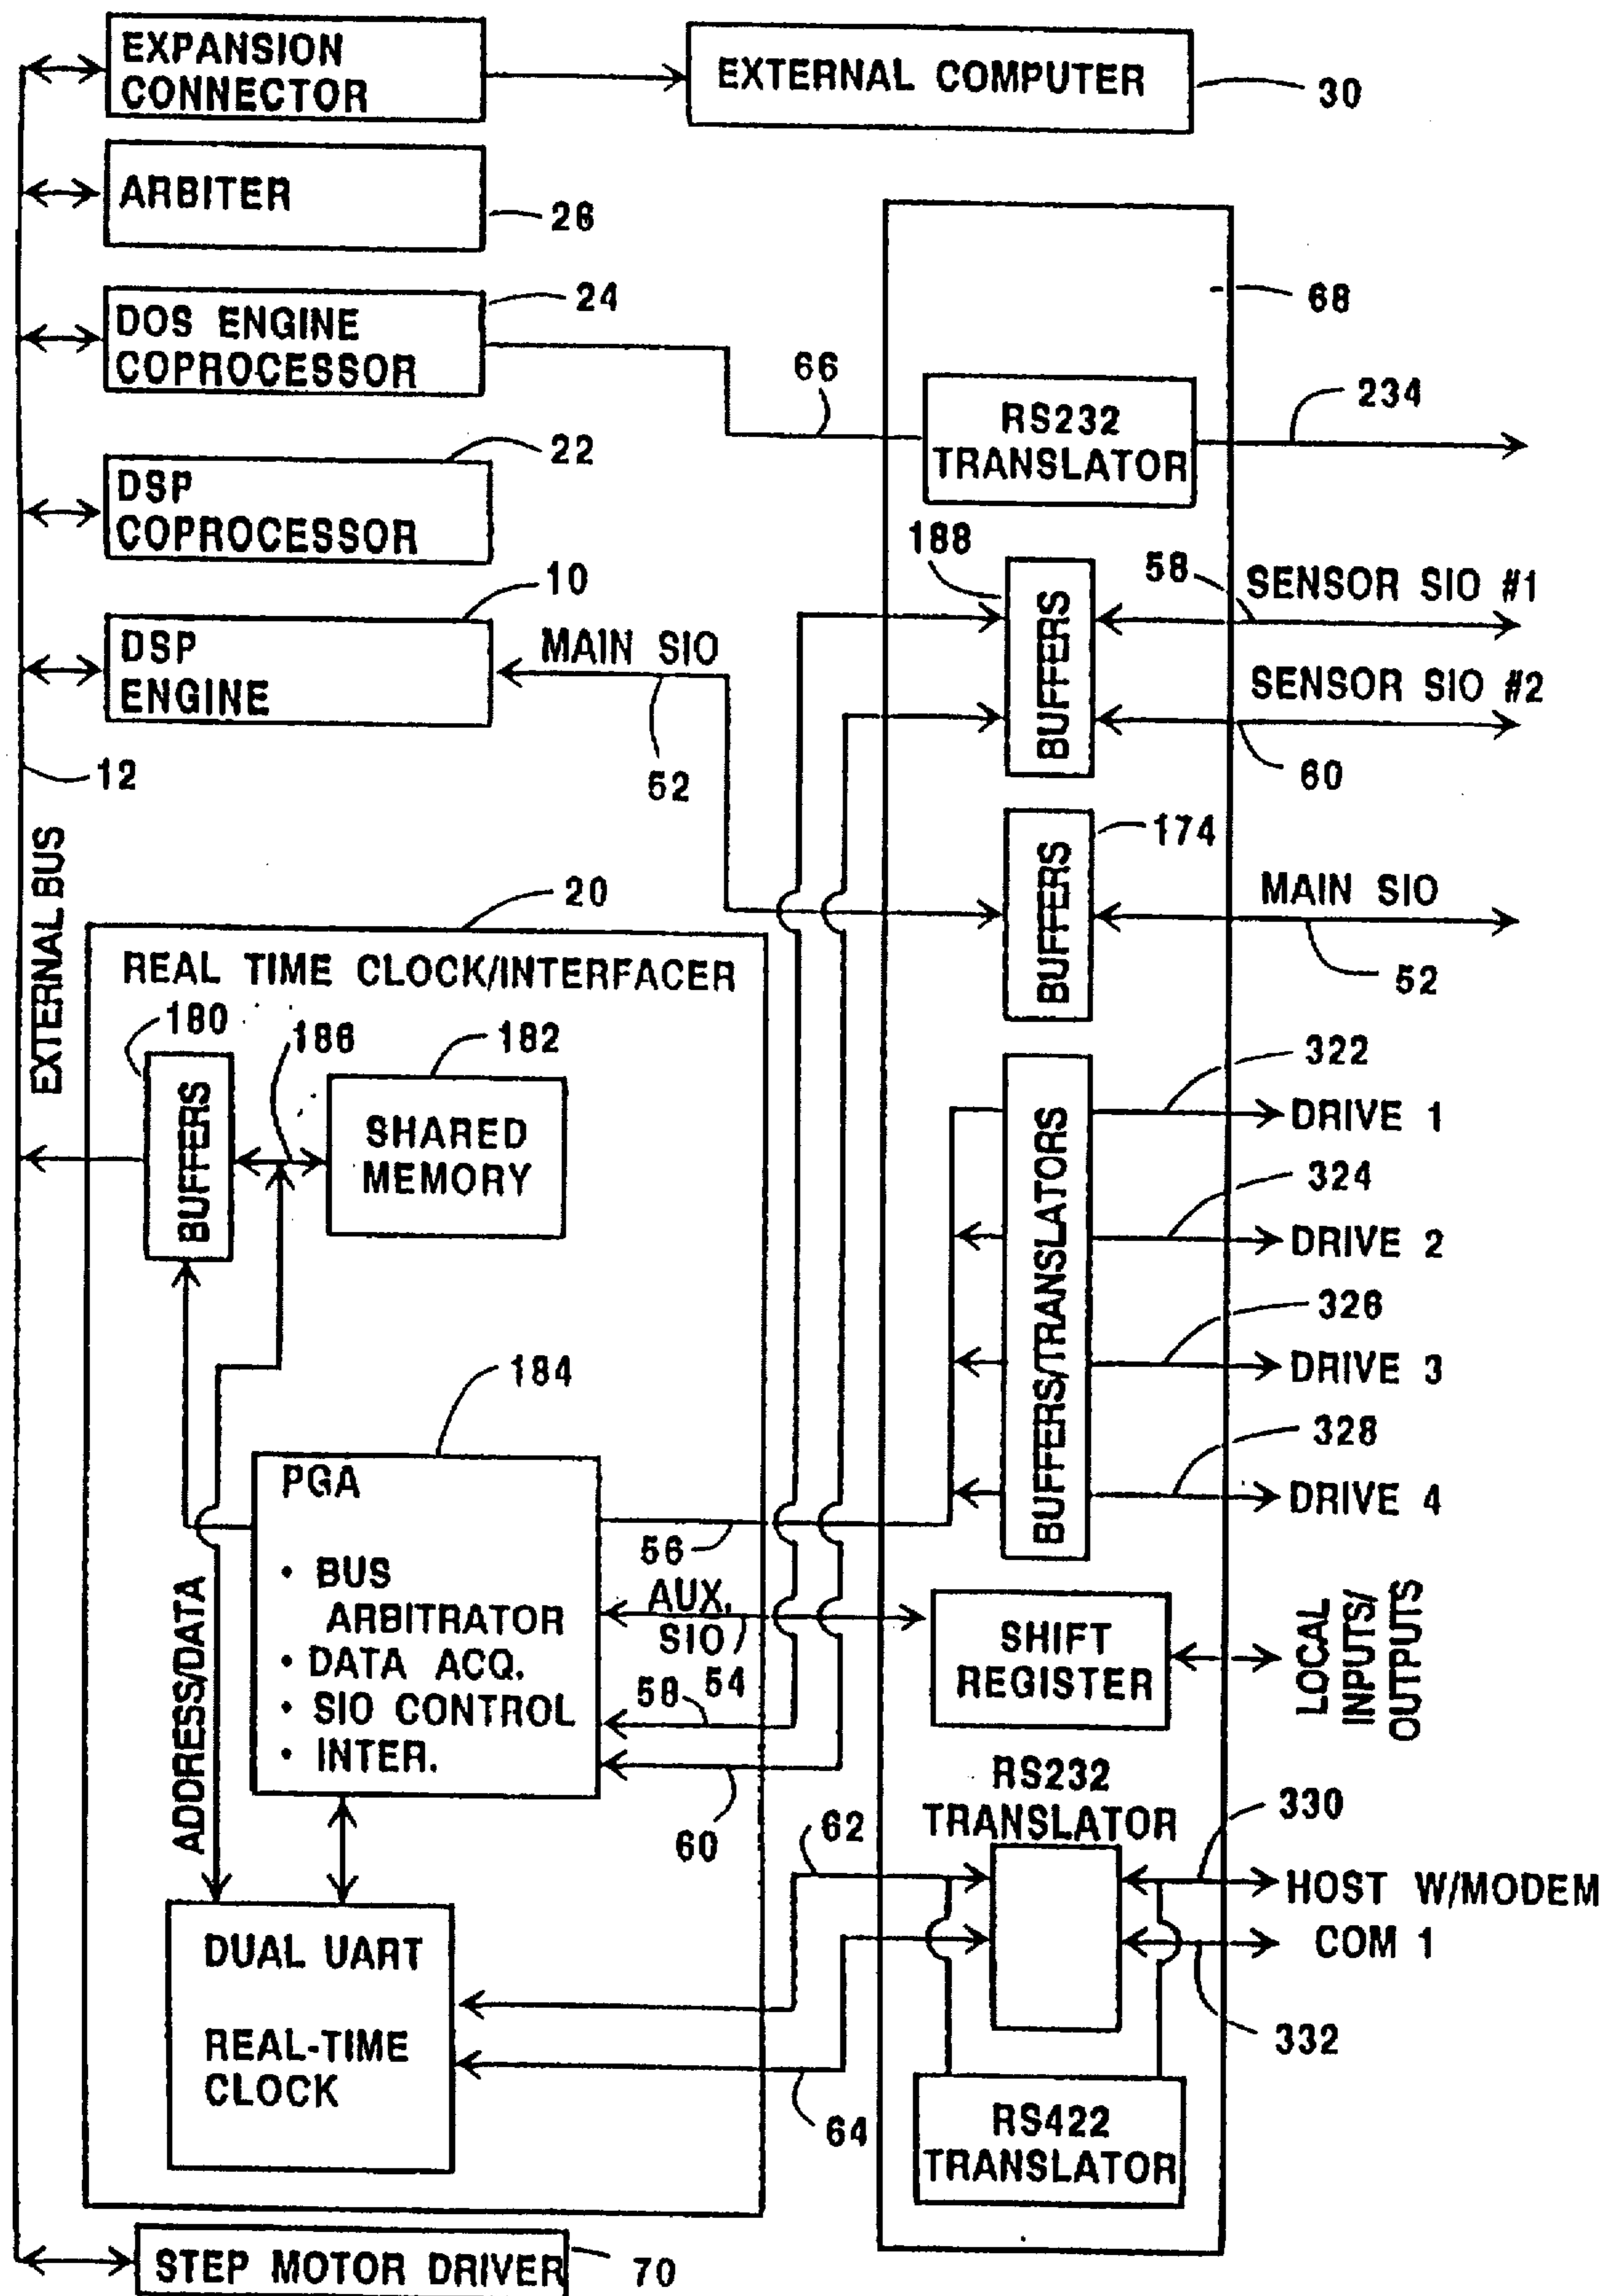 EXPANSION
CONNECTOR
EXTERNAL COMPUTER
30
ARBITER
26
68
DOS ENGINE
COPROCESSOR
24
66
RS232
TRANSLATOR
234
DSP
COPROCESSOR
22
188
BUFFERS
58
SENSOR SIO #1
SENSOR SIO #2
60
DSP
ENGINE
10
MAIN SIO
52
12
EXTERNAL BUS
174
BUFFERS
MAIN SIO
52
20
REAL TIME CLOCK/INTERFACER
180
BUFFERS
186
182
SHARED
MEMORY
BUFFERS/TRANSLATORS
322
DRIVE 1
324
DRIVE 2
326
DRIVE 3
328
DRIVE 4
184
PGA
• BUS
ARBITRATOR
• DATA ACQ.
• SIO CONTROL
• INTER.
56
AUX.
SIO
54
58
60
ADDRESS/DATA
SHIFT
REGISTER
LOCAL
INPUTS/
OUTPUTS
RS232
TRANSLATOR
62
330
HOST W/MODEM
COM 1
332
DUAL UART
REAL-TIME
CLOCK
64
RS422
TRANSLATOR
STEP MOTOR DRIVER
70